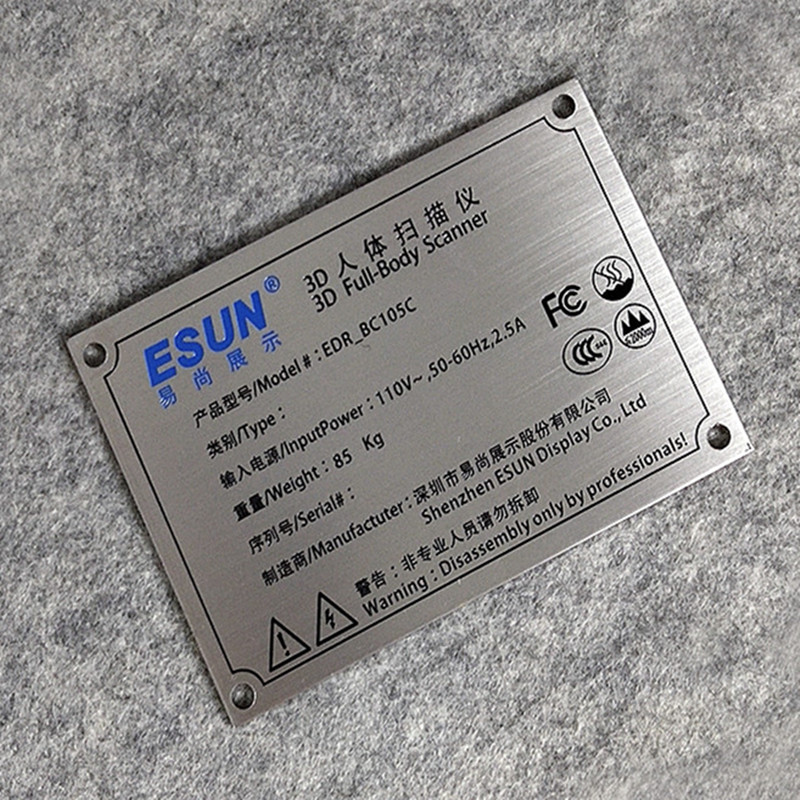 ESUN®
易尚展示
3D 人体扫描仪
3D Full-Body Scanner
产品型号/Model #：EDR_BC105C
类别/Type：
输入电源/InputPower：110V~ ,50-60Hz,2.5A
重量/Weight：85 Kg
序列号/Serial#：
制造商/Manufactuter：深圳市易尚展示股份有限公司
Shenzhen ESUN Display Co., Ltd
FC
CCC
≤2000m
警告：非专业人员请勿拆卸
Warning：Disassembly only by professionals!